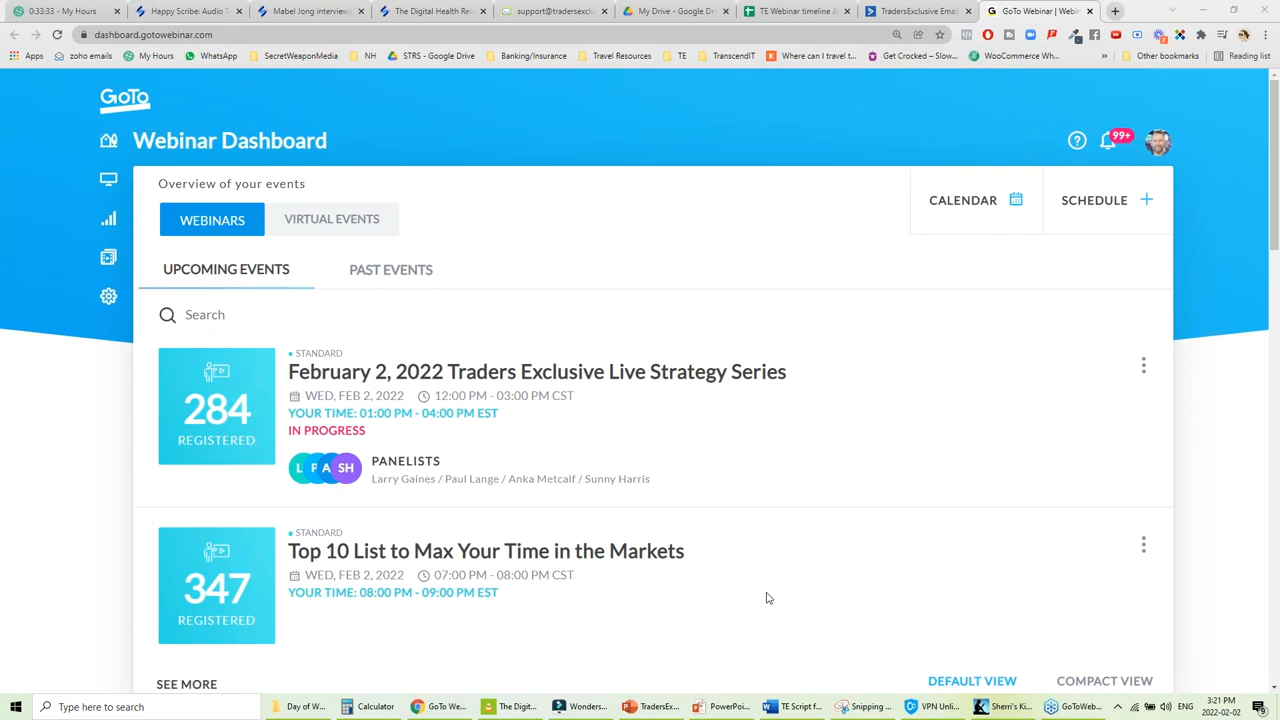 0:33:33 - My Hours
Happy Scribe: Audio T
Mabel Jong interview
The Digital Health Re
support@tradersexclu
My Drive - Google Dr
TE Webinar timeline &
TradersExclusive Emai
GoTo Webinar | Webin
dashboard.gotowebinar.com
Apps
zoho emails
My Hours
WhatsApp
SecretWeaponMedia
NH
STRS - Google Drive
Banking/Insurance
Travel Resources
TE
TranscendIT
Where can i travel t...
Get Crocked – Slow...
WooCommerce Wh...
»
Other bookmarks
Reading list
GoTo
Webinar Dashboard
99+
Overview of your events
CALENDAR
SCHEDULE
WEBINARS
VIRTUAL EVENTS
UPCOMING EVENTS
PAST EVENTS
Search
284
REGISTERED
STANDARD
February 2, 2022 Traders Exclusive Live Strategy Series
WED, FEB 2, 2022 12:00 PM - 03:00 PM CST
YOUR TIME: 01:00 PM - 04:00 PM EST
IN PROGRESS
L P A SH
PANELISTS
Larry Gaines / Paul Lange / Anka Metcalf / Sunny Harris
347
REGISTERED
STANDARD
Top 10 List to Max Your Time in the Markets
WED, FEB 2, 2022 07:00 PM - 08:00 PM CST
YOUR TIME: 08:00 PM - 09:00 PM EST
SEE MORE
DEFAULT VIEW
COMPACT VIEW
Type here to search
Day of W...
Calculator
GoTo We...
The Digit...
Wonders...
TradersEx...
PowerPoi...
TE Script f...
Snipping ...
VPN Unli...
Sherri's Ki...
GoToWeb...
ENG
3:21 PM
2022-02-02